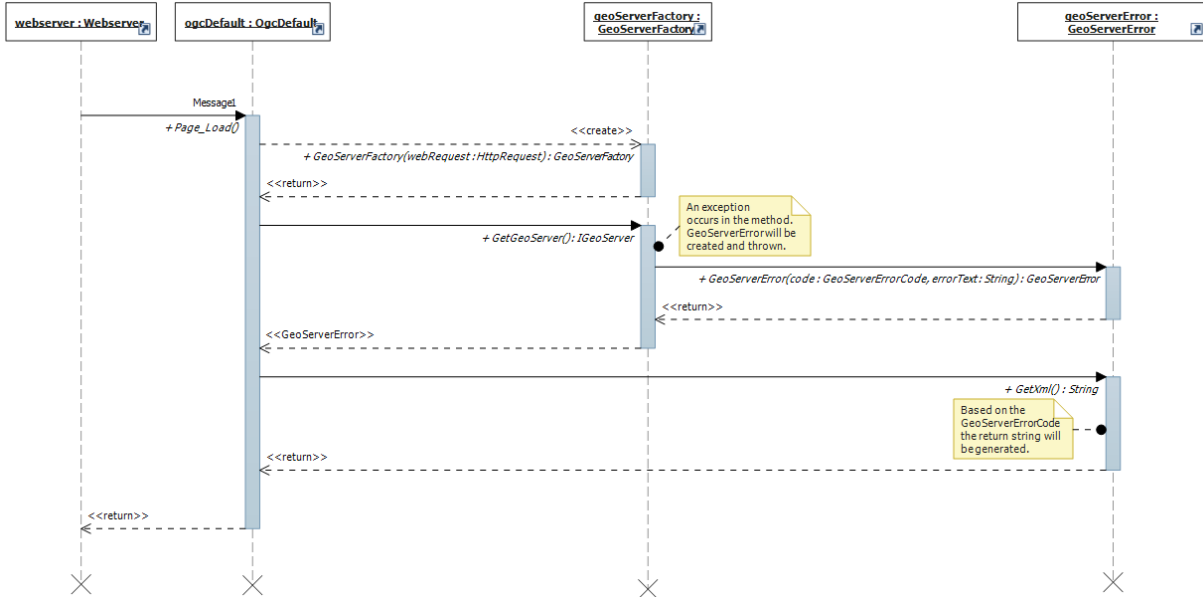 webserver : Webserver
ogcDefault : OgcDefault
geoServerFactory :
GeoServerFactory
geoServerError :
GeoServerError
Message1
+ Page_Load()
<<create>>
+ GeoServerFactory(webRequest : HttpRequest) : GeoServerFactory
<<return>>
An exception
occurs in the method.
GeoServerError will be
created and thrown.
+ GetGeoServer() : IGeoServer
+ GeoServerError(code : GeoServerErrorCode, errorText : String) : GeoServerError
<<return>>
<<GeoServerError>>
+ GetXml() : String
Based on the
GeoServerErrorCode
the return string will
be generated.
<<return>>
<<return>>